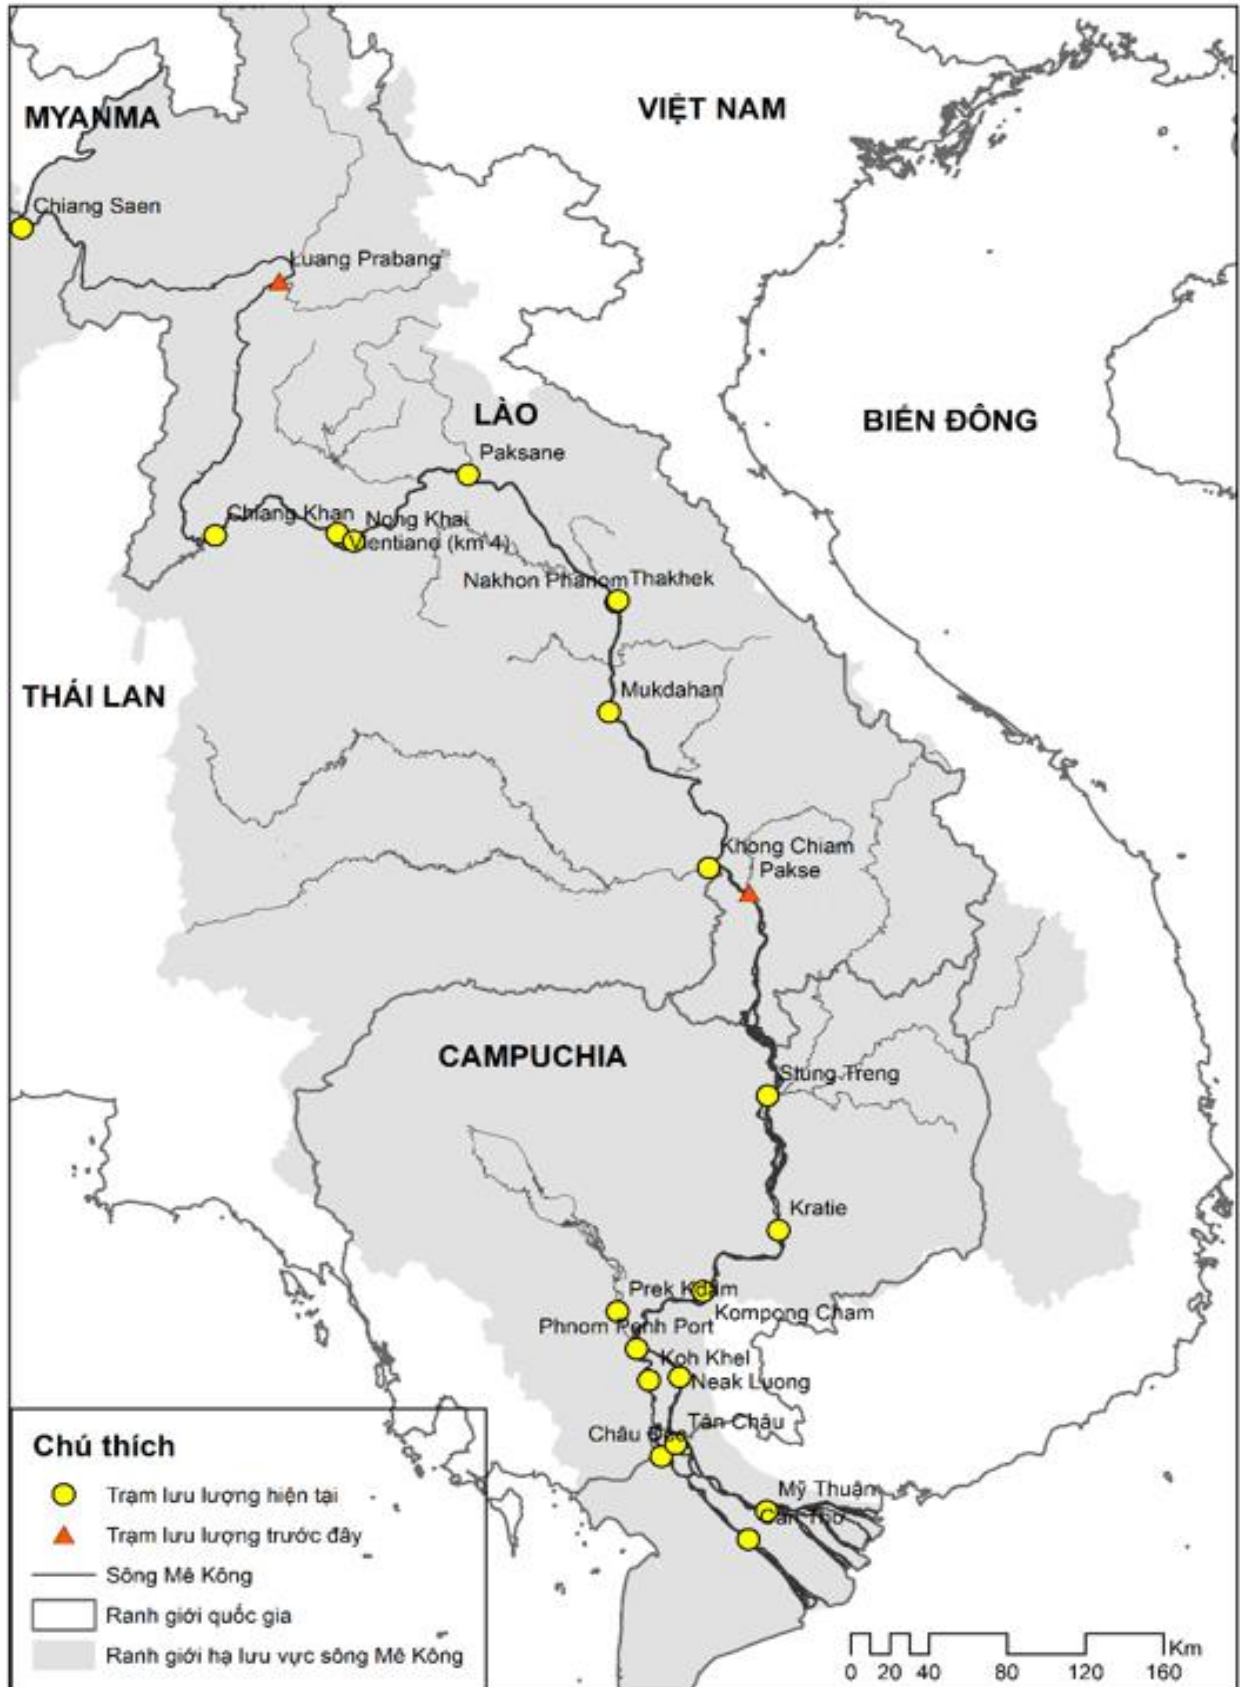 MYANMA
VIỆT NAM
Chiang Saen
Luang Prabang
LÀO
BIỂN ĐÔNG
Paksane
Chiang Khan
Nong Khai
Vientiane (km 4)
Nakhon Phanom
Thakhek
THÁI LAN
Mukdahan
Khong Chiam
Pakse
CAMPUCHIA
Stung Treng
Kratie
Prek Kdam
Kompong Cham
Phnom Penh Port
Koh Khel
Neak Luong
Tân Châu
Châu Đốc
Mỹ Thuận
Cần Thơ
Chú thích
Trạm lưu lượng hiện tại
Trạm lưu lượng trước đây
Sông Mê Kông
Ranh giới quốc gia
Ranh giới hạ lưu vực sông Mê Kông
Km
0 20 40 80 120 160